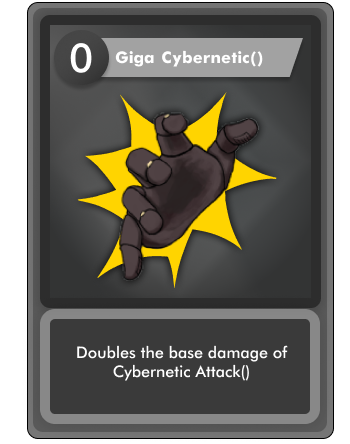 0
Giga Cybernetic()
Doubles the base damage of
Cybernetic Attack()